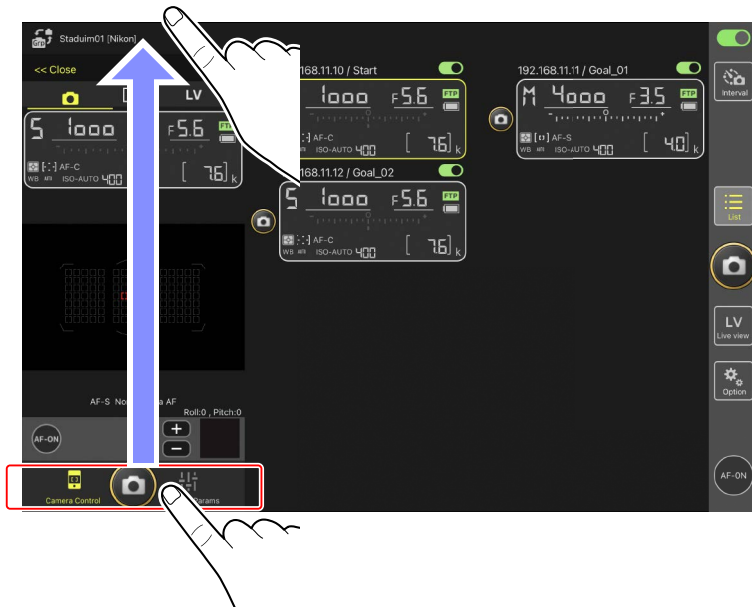 Grp Staduim01 [Nikon]
<< Close
LV
S 1000 F5.6 FTP
AF-C [ 7.6] k
WB ISO-AUTO 400
AF-S
AF
Roll:0 , Pitch:0
AF-ON
+
−
Camera Control
Params
168.11.10 / Start
1000 F5.6 FTP
AF-C
ISO-AUTO 400 [ 7.6] k
192.168.11.11 / Goal_01
M 4000 F3.5 FTP
AF-S
WB ISO-AUTO 400 [ 4.0] k
168.11.12 / Goal_02
S 1000 F5.6 FTP
AF-C
WB ISO-AUTO 400 [ 7.6] k
Interval
List
LV
Live view
Option
AF-ON